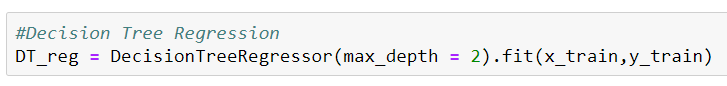 #Decision Tree Regression
DT_reg = DecisionTreeRegressor(max_depth = 2).fit(x_train,y_train)